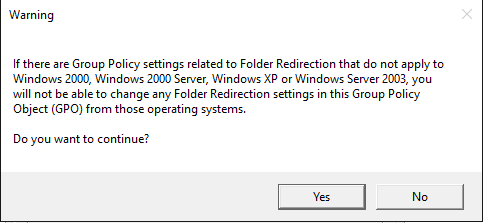 Warning
If there are Group Policy settings related to Folder Redirection that do not apply to
Windows 2000, Windows 2000 Server, Windows XP or Windows Server 2003, you
will not be able to change any Folder Redirection settings in this Group Policy
Object (GPO) from those operating systems.
Do you want to continue?
Yes
No